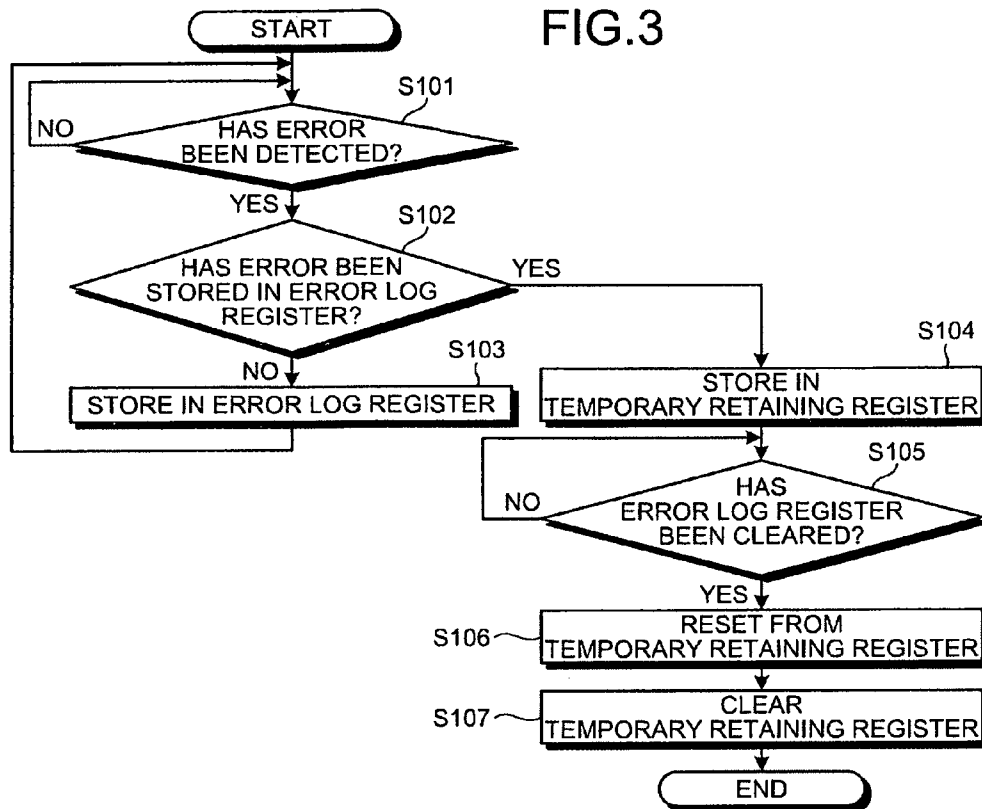 FIG.3
START
S101
NO
HAS ERROR
BEEN DETECTED?
YES
S102
HAS ERROR BEEN
STORED IN ERROR LOG
REGISTER?
YES
NO
S103
STORE IN ERROR LOG REGISTER
S104
STORE IN
TEMPORARY RETAINING REGISTER
S105
NO
HAS
ERROR LOG REGISTER
BEEN CLEARED?
YES
S106
RESET FROM
TEMPORARY RETAINING REGISTER
S107
CLEAR
TEMPORARY RETAINING REGISTER
END